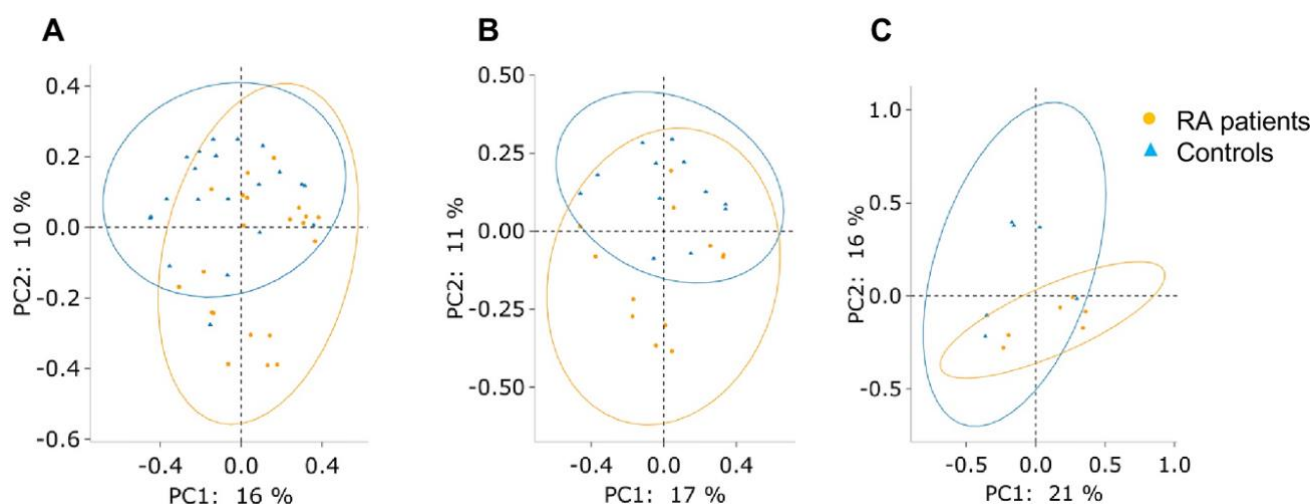 A
0.4
0.2
0.0
-0.2
-0.4
-0.6
PC2: 10 %
-0.4
0.0
0.4
PC1: 16 %
B
0.50
0.25
0.00
-0.25
-0.50
PC2: 11 %
-0.4
0.0
0.4
PC1: 17 %
C
1.0
0.5
0.0
-0.5
PC2: 16 %
-0.5
0.0
0.5
1.0
PC1: 21 %
RA patients
Controls